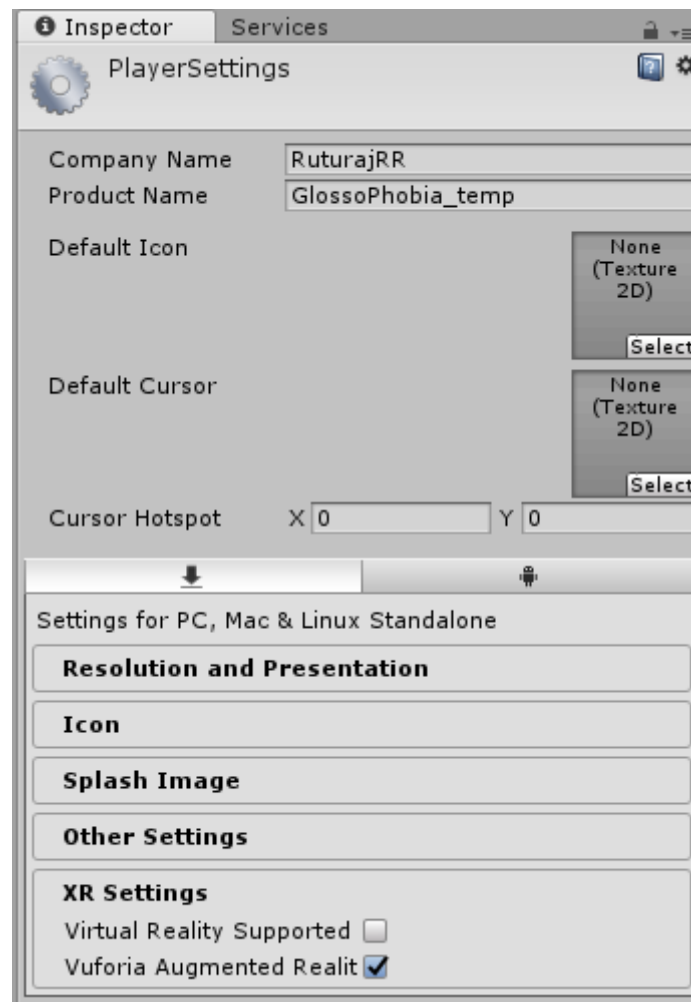 Inspector Services
PlayerSettings
Company Name RuturajRR
Product Name GlossoPhobia_temp
Default Icon
None
(Texture
2D)
Select
Default Cursor
None
(Texture
2D)
Select
Cursor Hotspot X 0 Y 0
Settings for PC, Mac & Linux Standalone
Resolution and Presentation
Icon
Splash Image
Other Settings
XR Settings
Virtual Reality Supported
Vuforia Augmented Realit